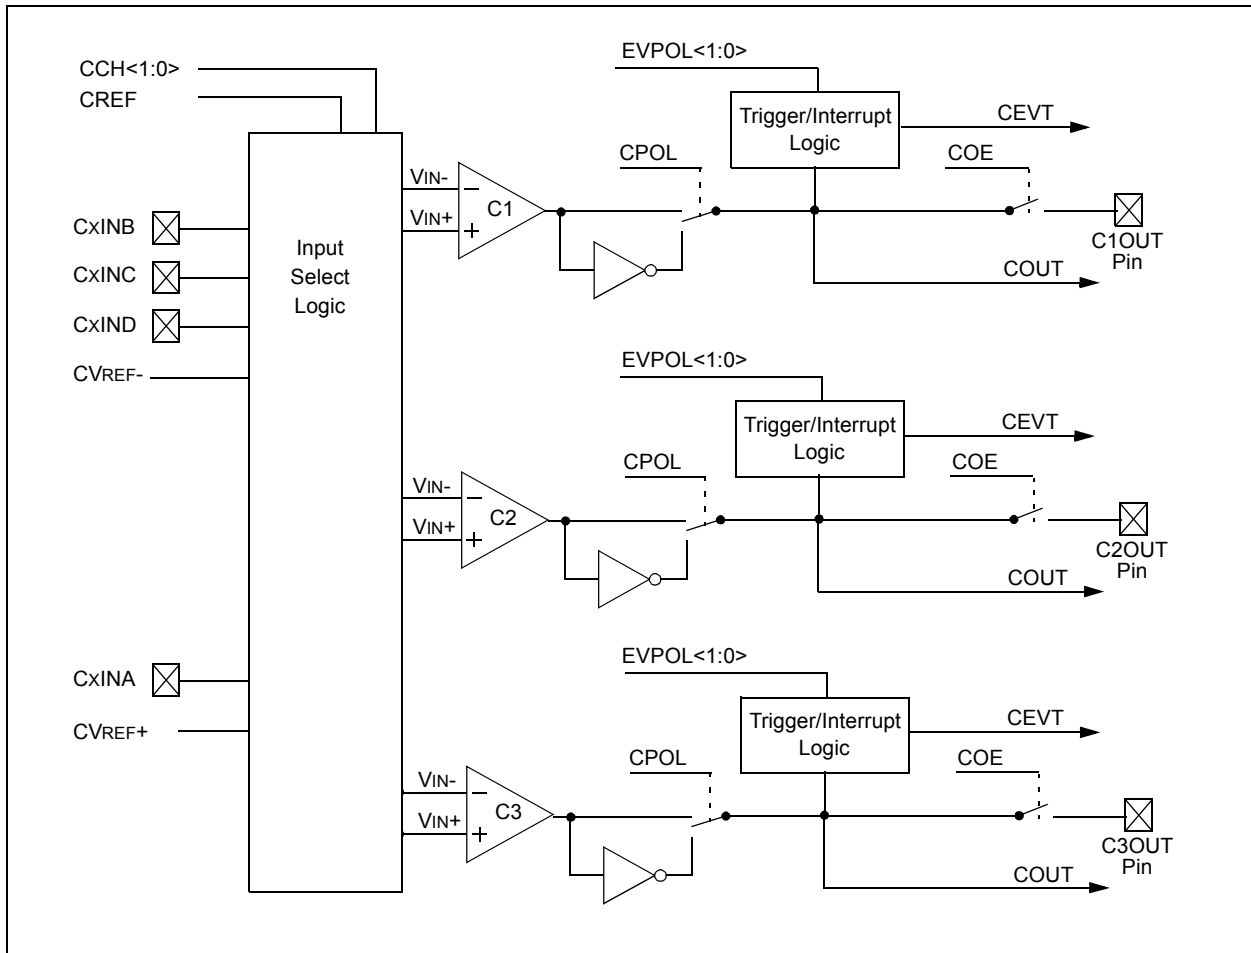 CCH<1:0>
CREF
CxINB
CxINC
CxIND
CVREF-
CxINA
CVREF+
Input
Select
Logic
EVPOL<1:0>
Trigger/Interrupt
Logic
CEVT
CPOL
COE
VIN-
VIN+
C1
C1OUT
Pin
COUT
EVPOL<1:0>
Trigger/Interrupt
Logic
CEVT
CPOL
COE
VIN-
VIN+
C2
C2OUT
Pin
COUT
EVPOL<1:0>
Trigger/Interrupt
Logic
CEVT
CPOL
COE
VIN-
VIN+
C3
C3OUT
Pin
COUT